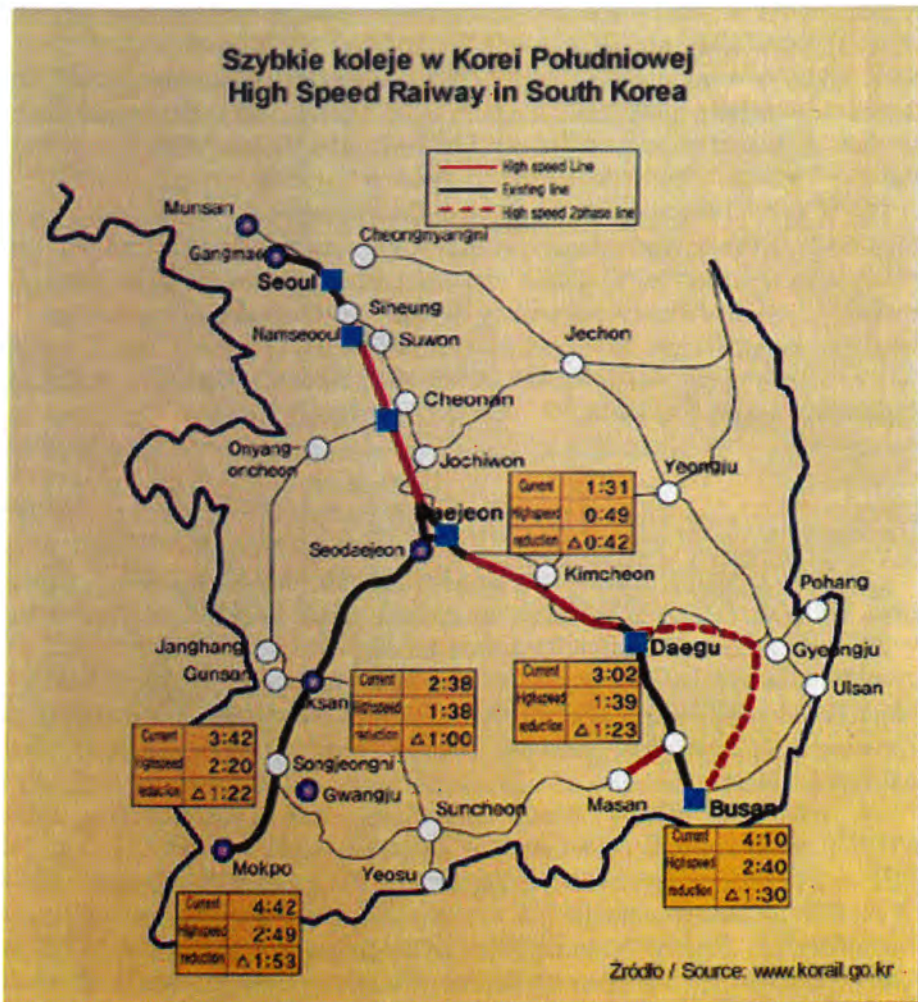 Szybkie koleje w Korei Południowej
High Speed Raiway in South Korea
High speed Line
Existing line
High speed 2phase line
Munsan
Gangmae
Cheongnyangni
Seoul
Siheung
Namseooul
Suwon
Jechon
Cheonan
Onyang-
oncheon
Jochiwon
Yeongju
Current 1:31
Highspeed 0:49
reduction △0:42
Daejeon
Seodaejeon
Kimcheon
Pohang
Janghang
Daegu
Gyeongju
Gunsan
Iksan
Ulsan
Current 2:38
Highspeed 1:38
reduction △1:00
Current 3:02
Highspeed 1:39
reduction △1:23
Current 3:42
Highspeed 2:20
reduction △1:22
Songjeongni
Gwangju
Suncheon
Masan
Busan
Mokpo
Yeosu
Current 4:10
Highspeed 2:40
reduction △1:30
Current 4:42
Highspeed 2:49
reduction △1:53
Źródło / Source: www.korail.go.kr